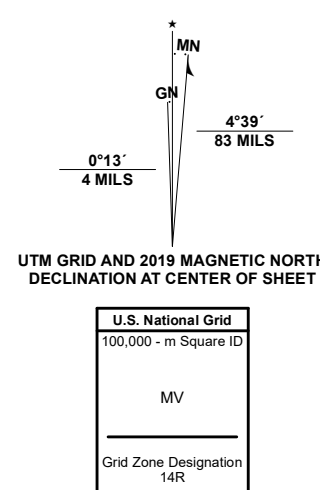 ★
MN
GN
4°39´
83 MILS
0°13´
4 MILS
UTM GRID AND 2019 MAGNETIC NORTH
DECLINATION AT CENTER OF SHEET
U.S. National Grid
100,000 - m Square ID
MV
Grid Zone Designation
14R